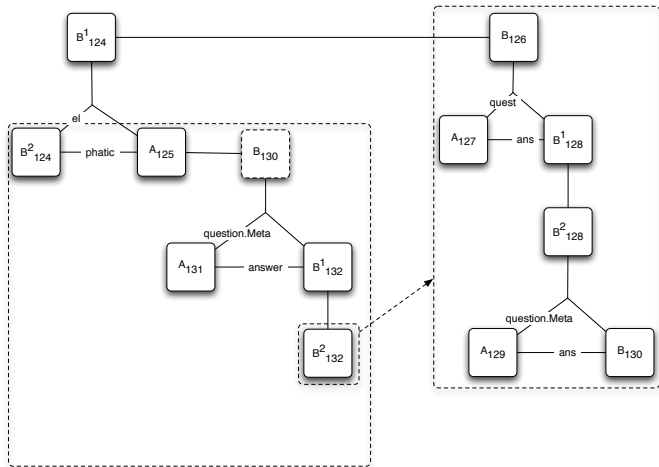 B¹124
B126
el
quest
B²124
phatic
A125
B130
A127
ans
B¹128
B²128
question.Meta
A131
answer
B¹132
question.Meta
B²132
A129
ans
B130